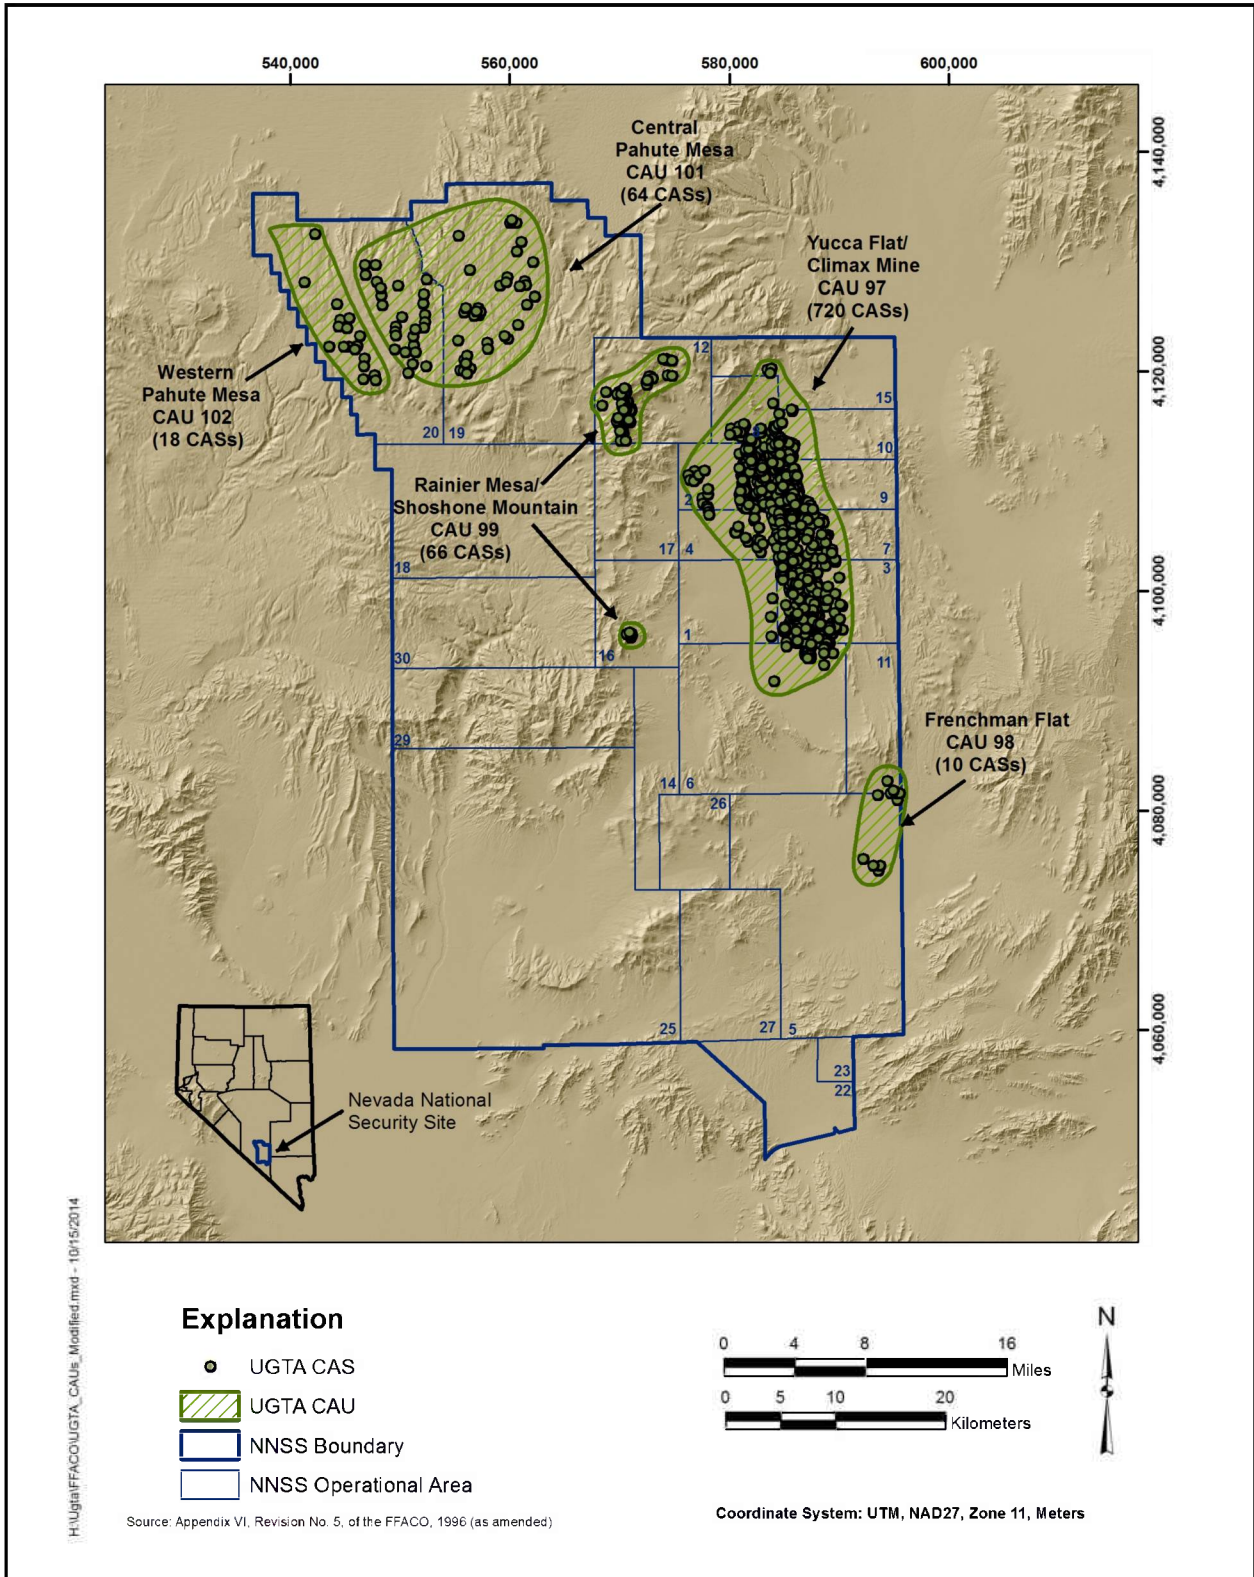 540,000
560,000
580,000
600,000
4,140,000
4,120,000
4,100,000
4,080,000
4,060,000
Central
Pahute Mesa
CAU 101
(64 CASs)
Yucca Flat/
Climax Mine
CAU 97
(720 CASs)
Western
Pahute Mesa
CAU 102
(18 CASs)
Rainier Mesa/
Shoshone Mountain
CAU 99
(66 CASs)
Frenchman Flat
CAU 98
(10 CASs)
12
15
20
19
10
2
9
17
4
7
3
18
1
30
16
11
29
14
6
26
25
27
5
23
22
Nevada National
Security Site
H:\Ugta\FFACO\UGTA_CAUs_Modified.mxd - 10/15/2014
Explanation
UGTA CAS
UGTA CAU
NNSS Boundary
NNSS Operational Area
Source: Appendix VI, Revision No. 5, of the FFACO, 1996 (as amended)
0 4 8 16
Miles
0 5 10 20
Kilometers
N
Coordinate System: UTM, NAD27, Zone 11, Meters